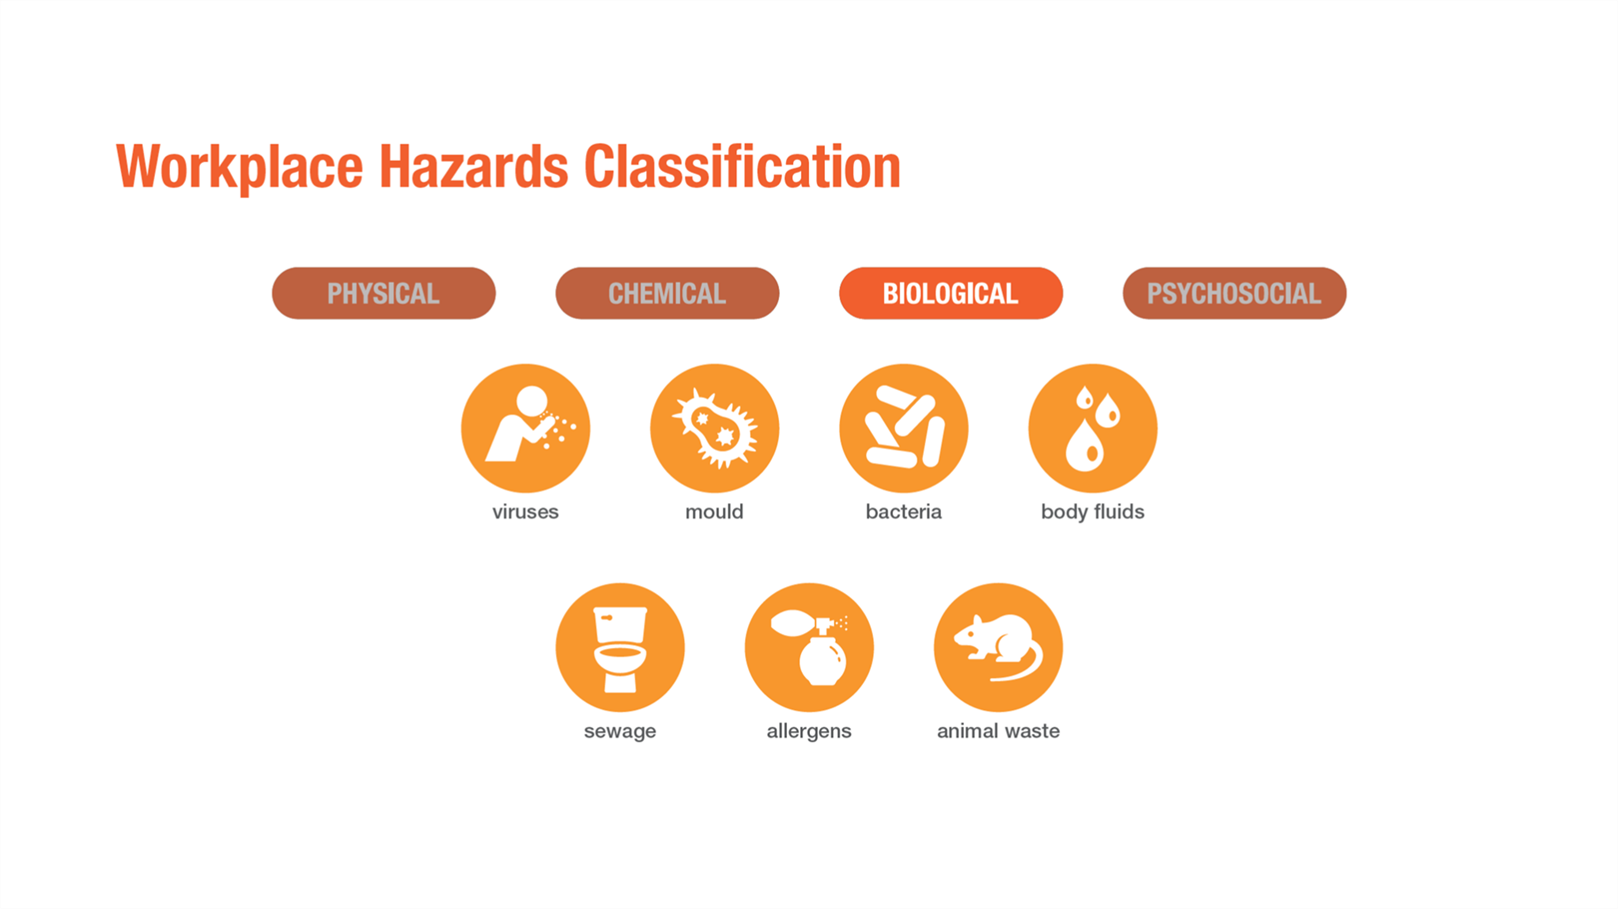 Workplace Hazards Classification
PHYSICAL
CHEMICAL
BIOLOGICAL
PSYCHOSOCIAL
viruses
mould
bacteria
body fluids
sewage
allergens
animal waste